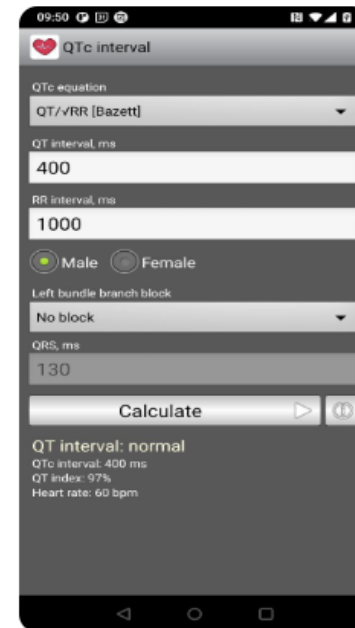 09:50
QTc interval
QTc equation
QT/√RR [Bazett]
QT interval, ms
400
RR interval, ms
1000
Male Female
Left bundle branch block
No block
QRS, ms
130
Calculate
QT interval: normal
QTc interval: 400 ms
QT index: 97%
Heart rate: 60 bpm